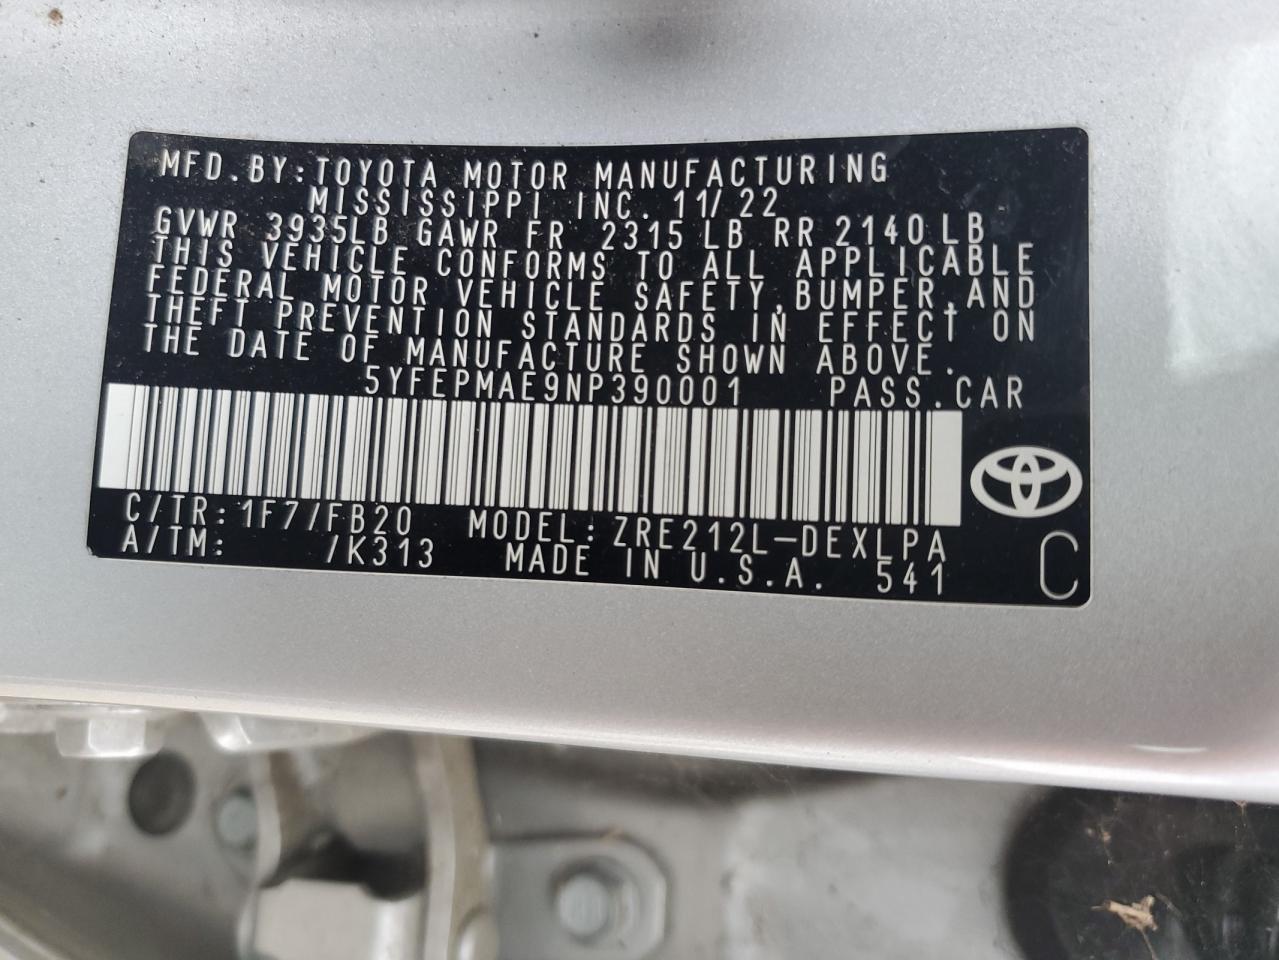 MFD.BY:TOYOTA MOTOR MANUFACTURING
MISSISSIPPI INC. 11/22
GVWR 3935LB GAWR FR 2315LB RR 2140LB
THIS VEHICLE CONFORMS TO ALL APPLICABLE
FEDERAL MOTOR VEHICLE SAFETY,BUMPER,AND
THEFT PREVENTION STANDARDS IN EFFECT ON
THE DATE OF MANUFACTURE SHOWN ABOVE.
5YFEPMAE9NP390001 PASS.CAR
C/TR:1F7/FB20 MODEL:ZRE212L-DEXLPA
A/TM: /K313 MADE IN U.S.A. 541 C